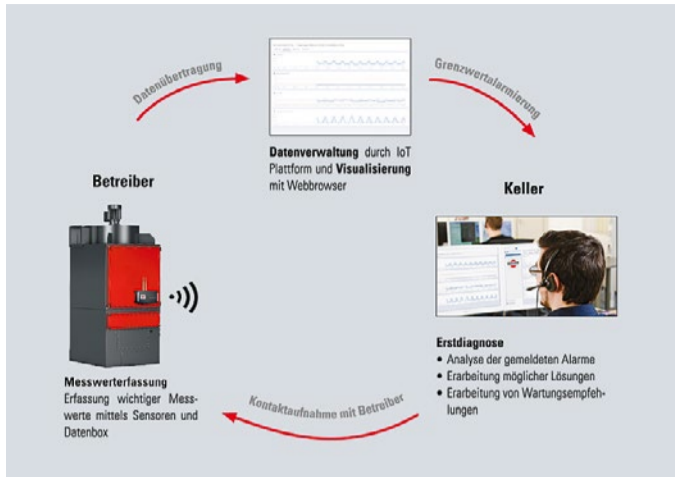 Datenübertragung
Grenzwertalarmierung
Datenverwaltung durch IoT
Plattform und Visualisierung
mit Webbrowser
Betreiber
Keller
Messwerterfassung
Erfassung wichtiger Mess-
werte mittels Sensoren und
Datenbox
Erstdiagnose
• Analyse der gemeldeten Alarme
• Erarbeitung möglicher Lösungen
• Erarbeitung von Wartungsempfeh-
lungen
Kontaktaufnahme mit Betreiber